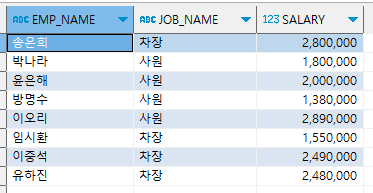 ABC EMP_NAME ABC JOB_NAME 123 SALARY
송은희 차장 2,800,000
박나라 사원 1,800,000
윤은해 사원 2,000,000
방명수 사원 1,380,000
이오리 사원 2,890,000
임시환 차장 1,550,000
이중석 차장 2,490,000
유하진 차장 2,480,000